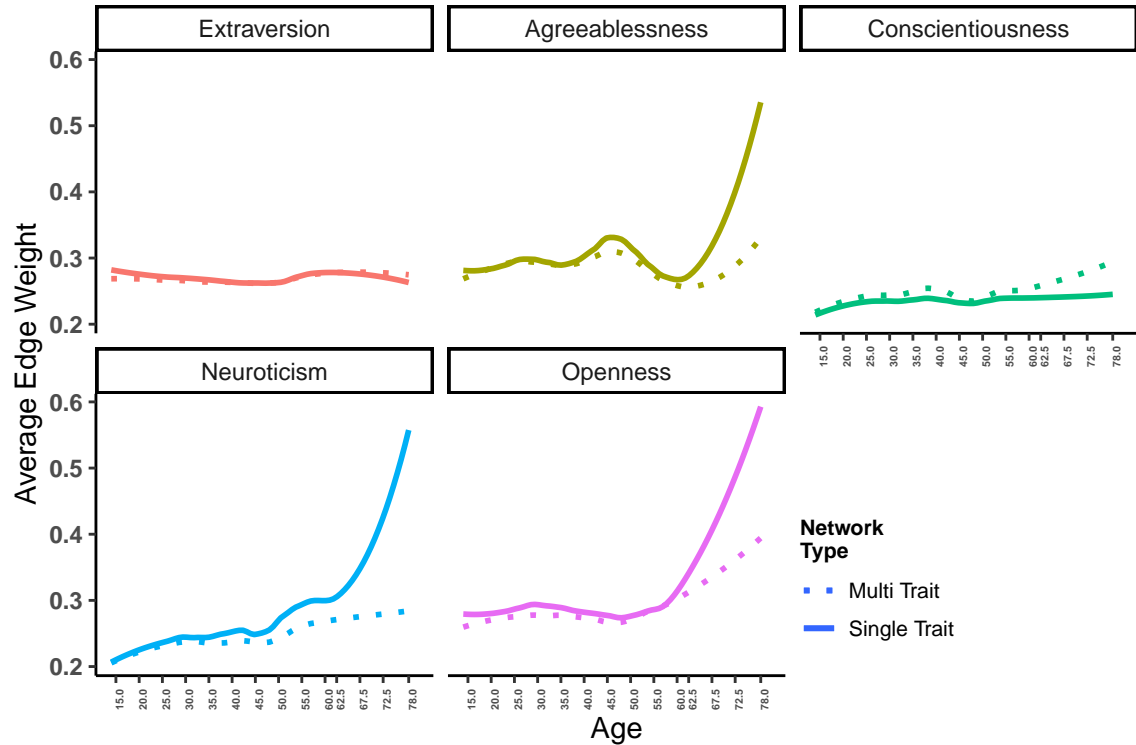 Extraversion
Agreeablessness
Conscientiousness
0.6
0.5
0.4
0.3
0.2
15.0 20.0 25.0 30.0 35.0 40.0 45.0 50.0 55.0 60.0 62.5 67.5 72.5 78.0
Average Edge Weight
Neuroticism
Openness
0.6
0.5
0.4
0.3
0.2
15.0 20.0 25.0 30.0 35.0 40.0 45.0 50.0 55.0 60.0 62.5 67.5 72.5 78.0
15.0 20.0 25.0 30.0 35.0 40.0 45.0 50.0 55.0 60.0 62.5 67.5 72.5 78.0
Age
Network
Type
Multi Trait
Single Trait